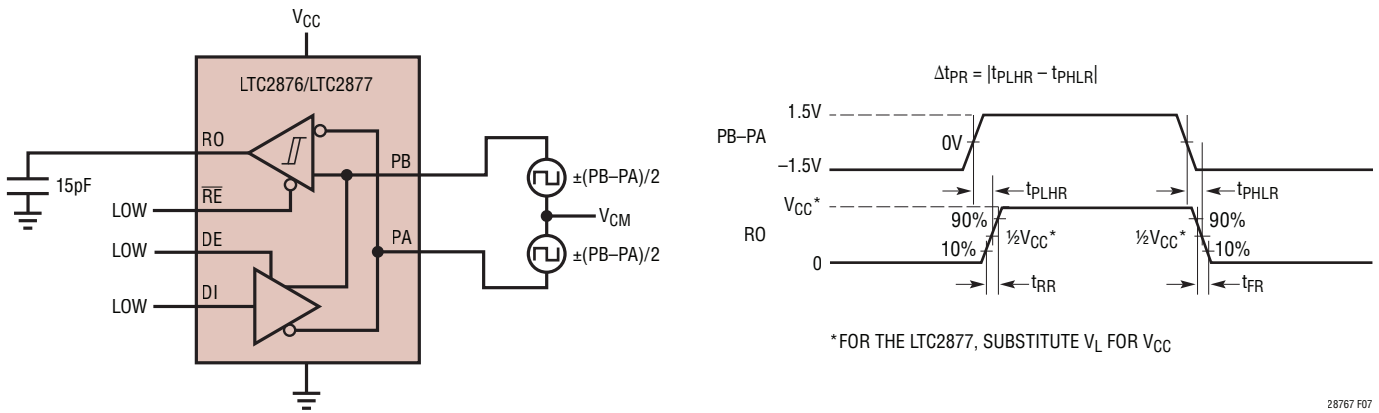 VCC
LTC2876/LTC2877
RO
PB
15pF
±(PB–PA)/2
RE
LOW
VCM
DE
LOW
PA
±(PB–PA)/2
DI
LOW
ΔtPR = |tPLHR – tPHLR|
1.5V
PB–PA
0V
–1.5V
tPLHR
tPHLR
VCC*
90%
90%
RO
½VCC*
½VCC*
10%
10%
0
tRR
tFR
*FOR THE LTC2877, SUBSTITUTE VL FOR VCC
28767 F07